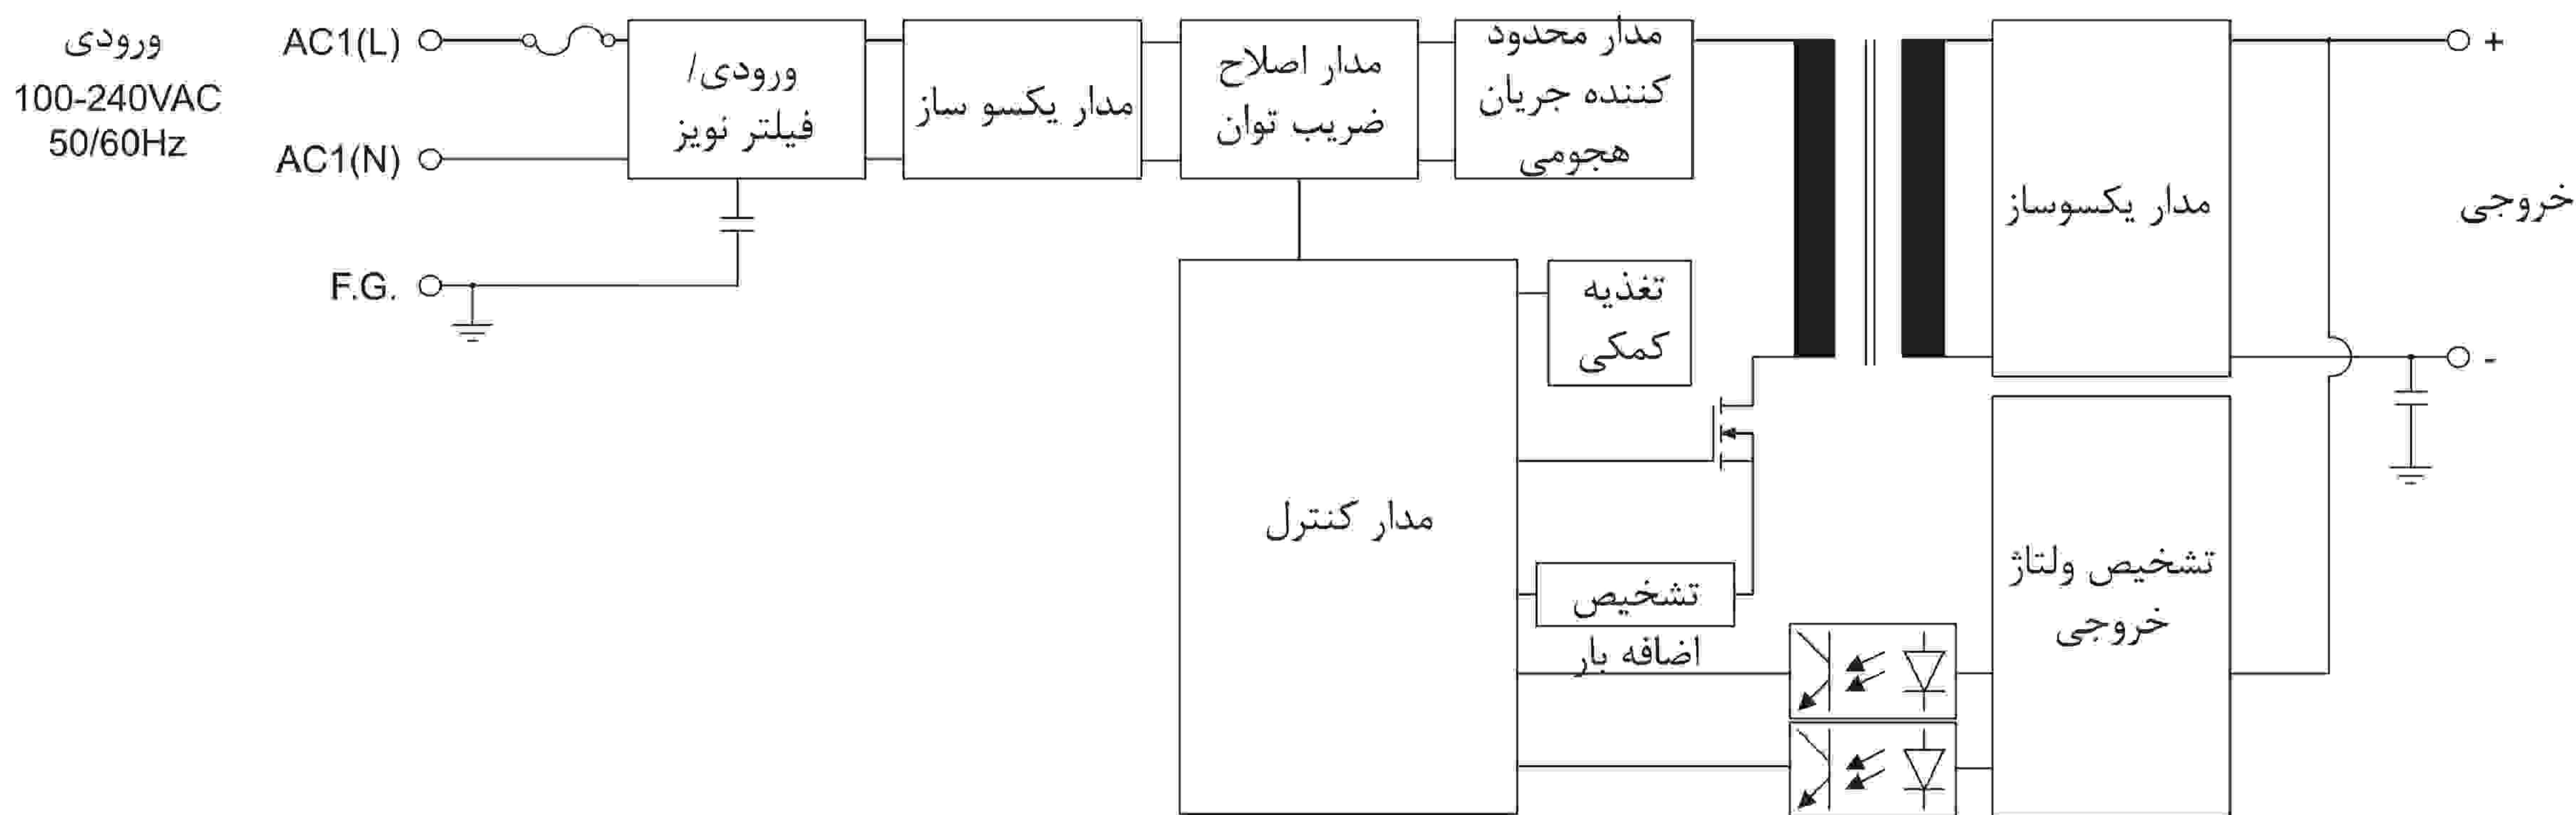 ورودی
100-240VAC
50/60Hz
AC1(L)
AC1(N)
F.G.
ورودی/
فیلتر نویز
مدار یکسو ساز
مدار اصلاح
ضریب توان
مدار محدود
کننده جریان
هجومی
مدار یکسوساز
+
خروجی
-
تغذیه
کمکی
مدار کنترل
تشخیص
اضافه بار
تشخیص ولتاژ
خروجی